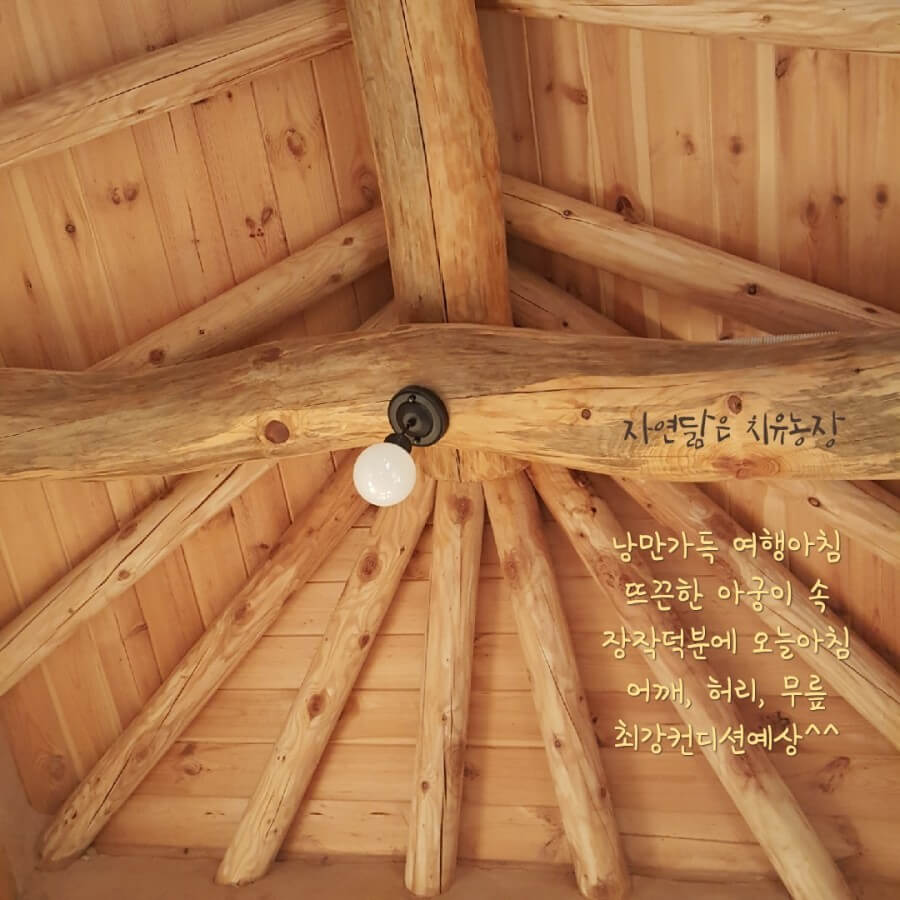 자연닮은 치유농장
낭만가득 여행아침
뜨끈한 아궁이 속
장작덕분에 오늘아침
어깨, 허리, 무릎
최강컨디션예상^^